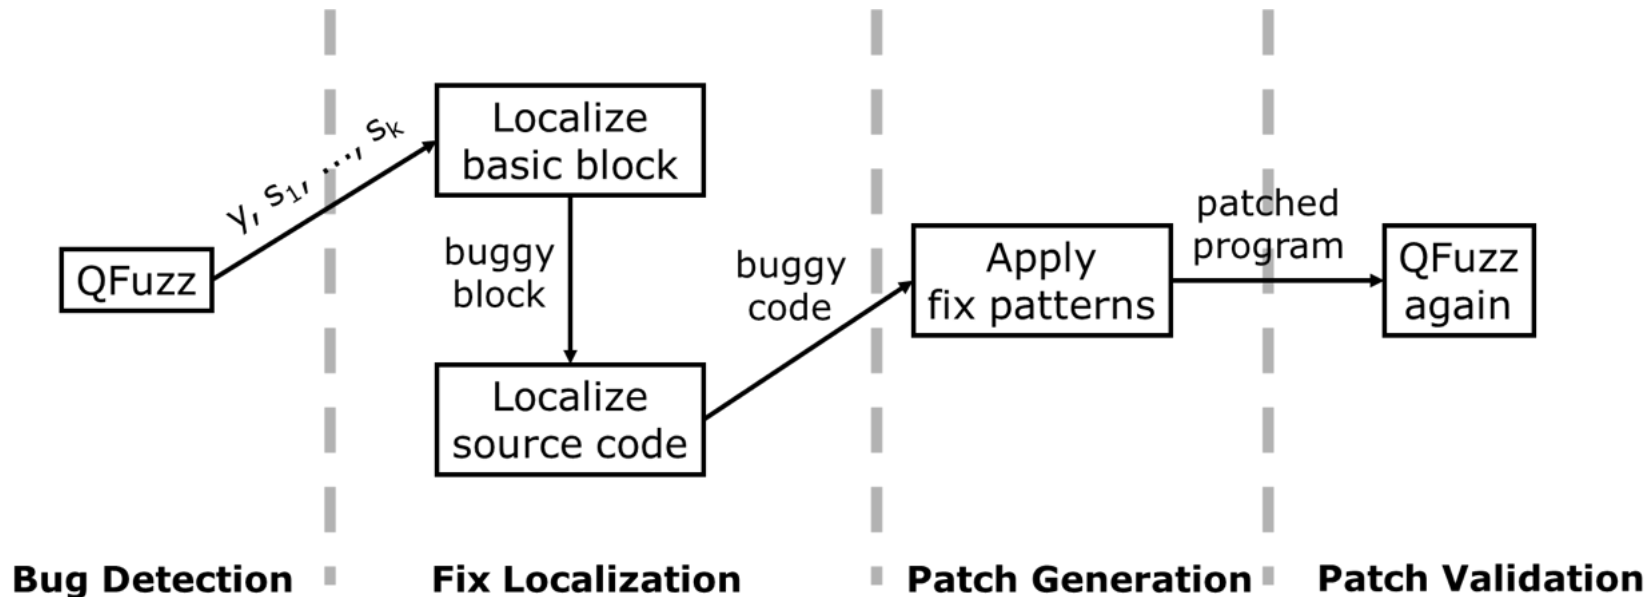 QFuzz
y, s₁, ..., sₖ
Localize
basic block
buggy
block
Localize
source code
buggy
code
Apply
fix patterns
patched
program
QFuzz
again
Bug Detection
Fix Localization
Patch Generation
Patch Validation